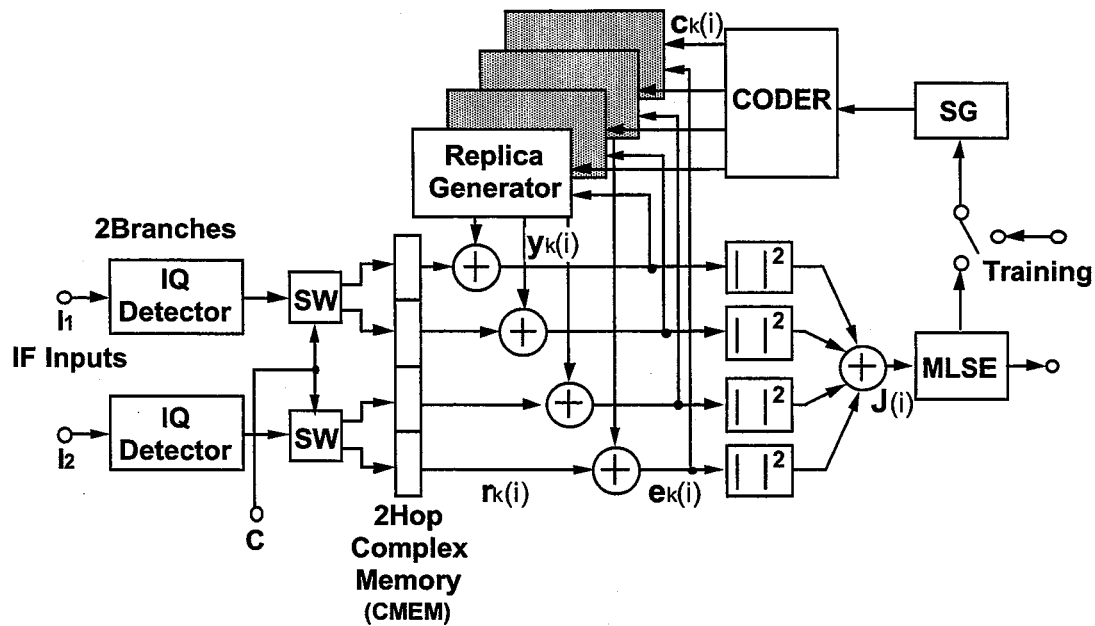 ck(i)
CODER
SG
Replica
Generator
yk(i)
2Branches
Training
IQ
Detector
SW
| |2
I1
IF Inputs
| |2
MLSE
J(i)
IQ
Detector
SW
| |2
I2
| |2
rk(i)
ek(i)
C
2Hop
Complex
Memory
(CMEM)